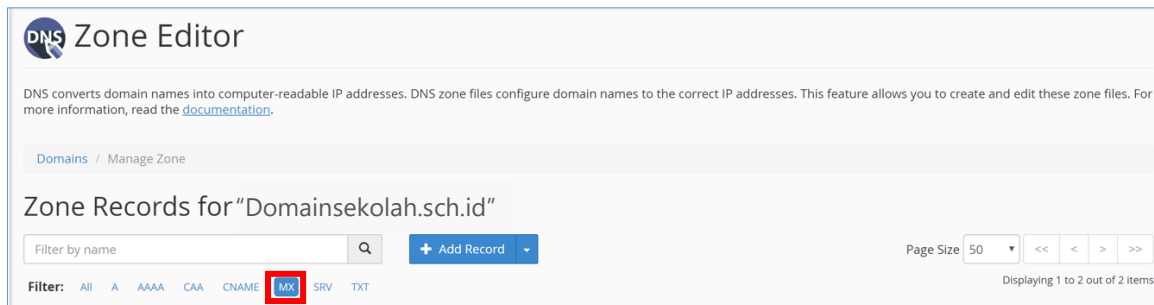 DNS Zone Editor
DNS converts domain names into computer-readable IP addresses. DNS zone files configure domain names to the correct IP addresses. This feature allows you to create and edit these zone files. For
more information, read the documentation.
Domains / Manage Zone
Zone Records for "Domainsekolah.sch.id"
Filter by name + Add Record Page Size 50 << < > >>
Filter: All A AAAA CAA CNAME MX SRV TXT Displaying 1 to 2 out of 2 items